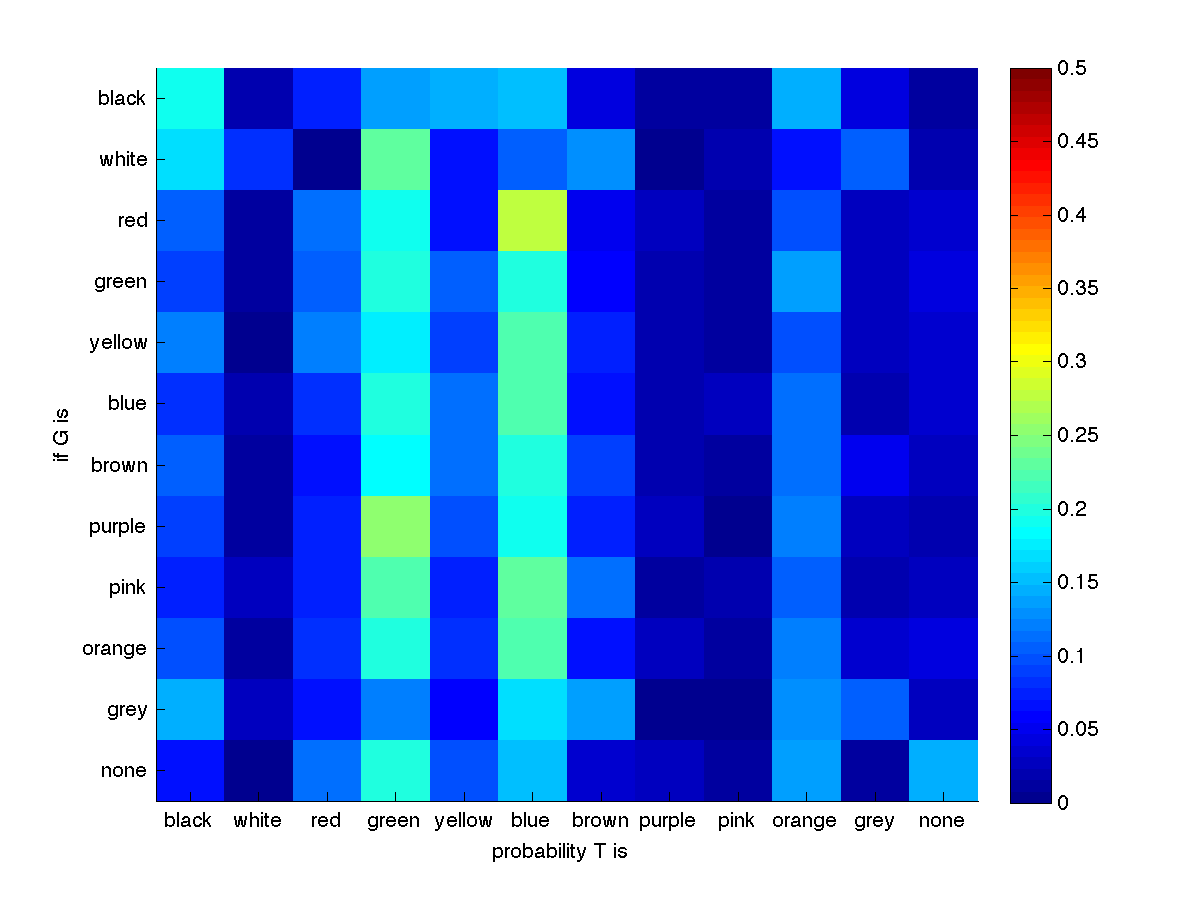 black
white
red
green
yellow
blue
brown
purple
pink
orange
grey
none
if G is
black white red green yellow blue brown purple pink orange grey none
probability T is
0.5
0.45
0.4
0.35
0.3
0.25
0.2
0.15
0.1
0.05
0